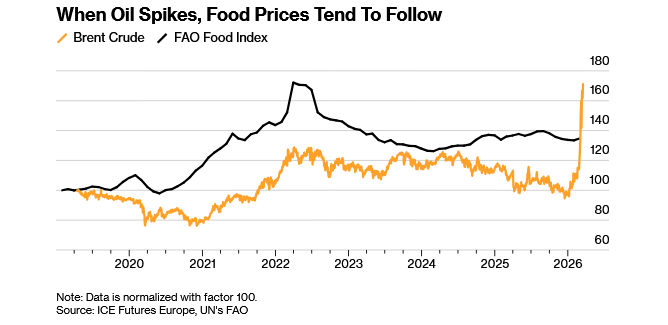 When Oil Spikes, Food Prices Tend To Follow
Brent Crude FAO Food Index
180
160
140
120
100
80
60
2020 2021 2022 2023 2024 2025 2026
Note: Data is normalized with factor 100.
Source: ICE Futures Europe, UN's FAO